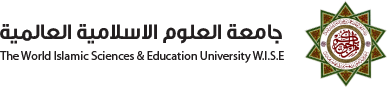 جامعة العلوم الاسلامية العالمية
The World Islamic Sciences & Education University W.I.S.E